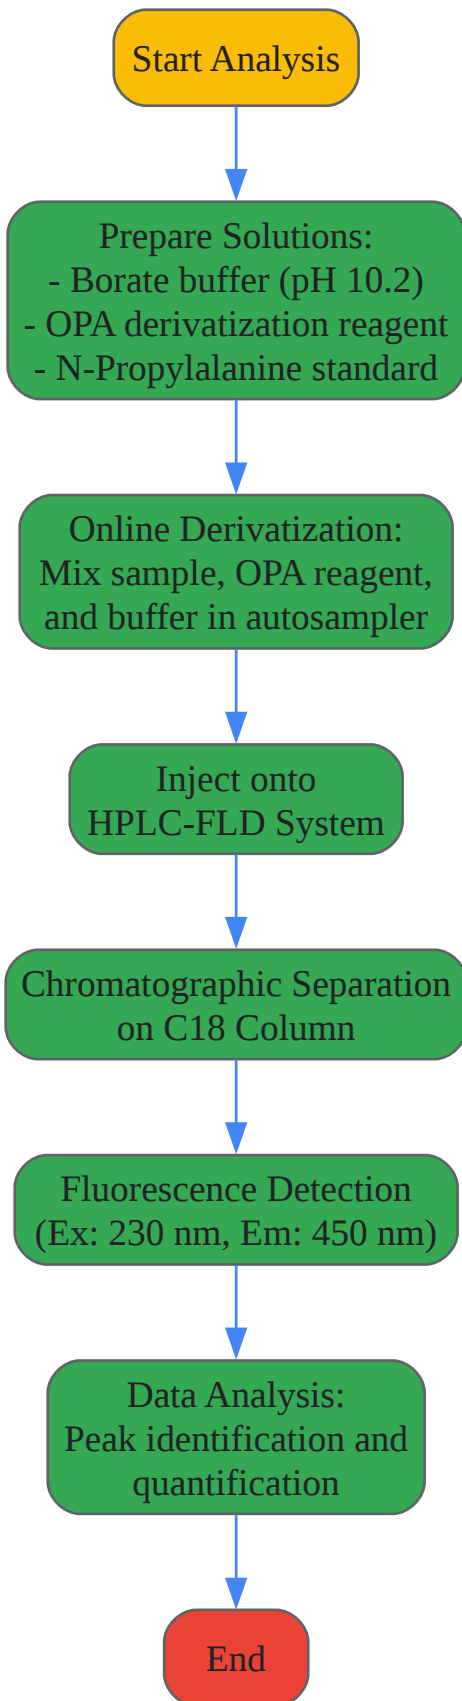 Start Analysis
Prepare Solutions:
- Borate buffer (pH 10.2)
- OPA derivatization reagent
- N-Propylalanine standard
Online Derivatization:
Mix sample, OPA reagent,
and buffer in autosampler
Inject onto
HPLC-FLD System
Chromatographic Separation
on C18 Column
Fluorescence Detection
(Ex: 230 nm, Em: 450 nm)
Data Analysis:
Peak identification and
quantification
End